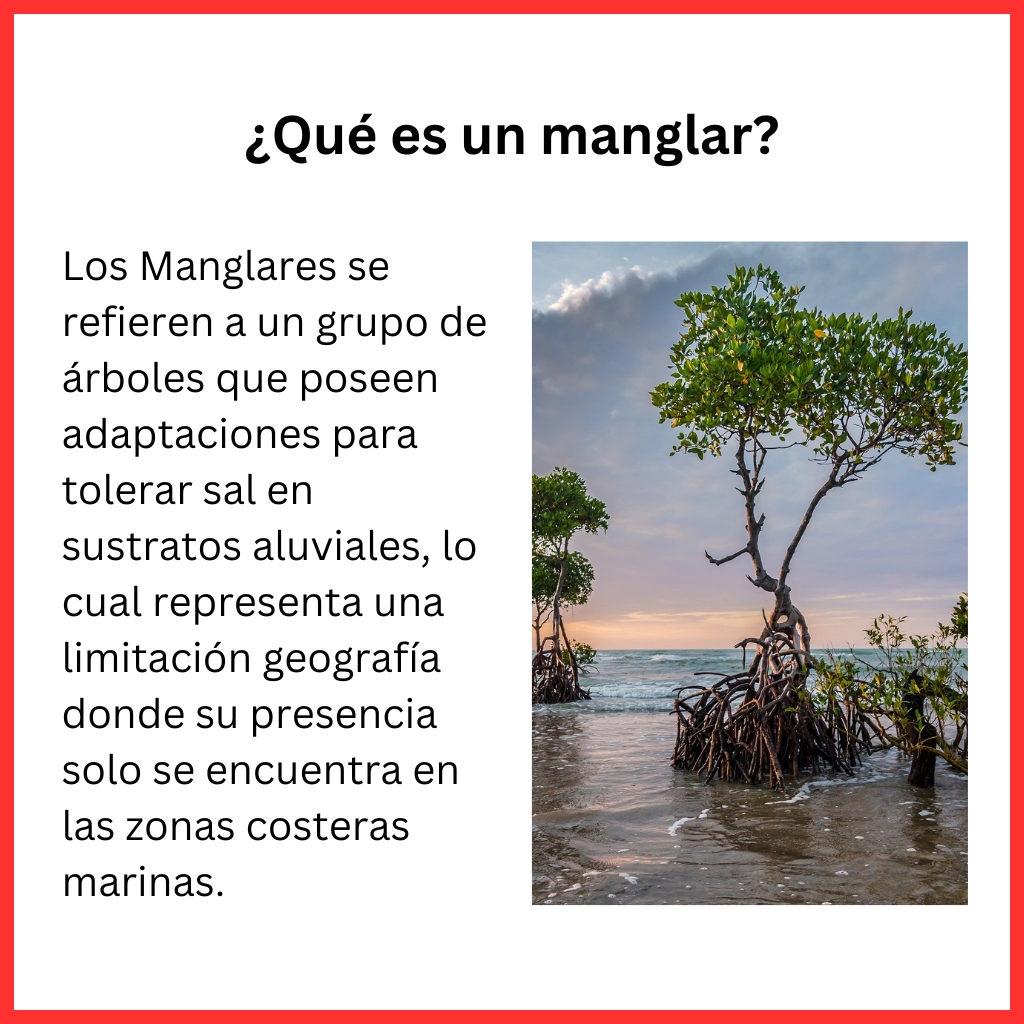 ¿Qué es un manglar?
Los Manglares se
refieren a un grupo de
árboles que poseen
adaptaciones para
tolerar sal en
sustratos aluviales, lo
cual representa una
limitación geografía
donde su presencia
solo se encuentra en
las zonas costeras
marinas.